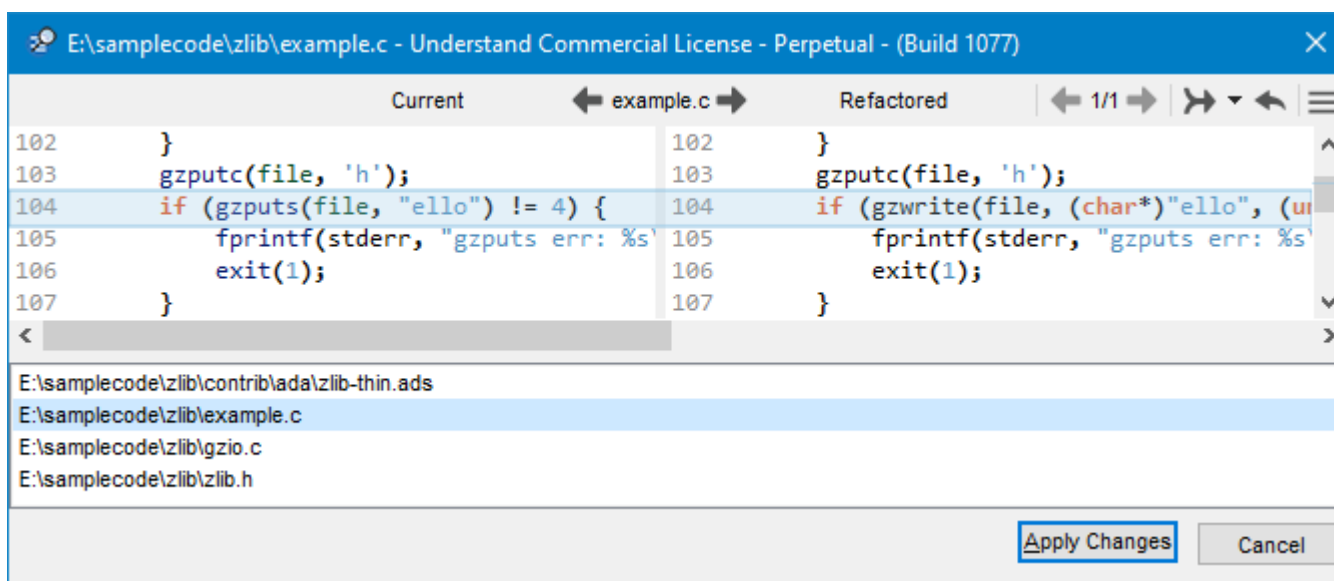 E:\samplecode\zlib\example.c - Understand Commercial License - Perpetual - (Build 1077)
Current example.c Refactored 1/1
102 } 102 }
103 gzputc(file, 'h'); 103 gzputc(file, 'h');
104 if (gzputs(file, "ello") != 4) { 104 if (gzwrite(file, (char*)"ello", (
105 fprintf(stderr, "gzputs err: %s 105 fprintf(stderr, "gzputs err: %s
106 exit(1); 106 exit(1);
107 } 107 }
E:\samplecode\zlib\contrib\ada\zlib-thin.ads
E:\samplecode\zlib\example.c
E:\samplecode\zlib\gzio.c
E:\samplecode\zlib\zlib.h
Apply Changes Cancel